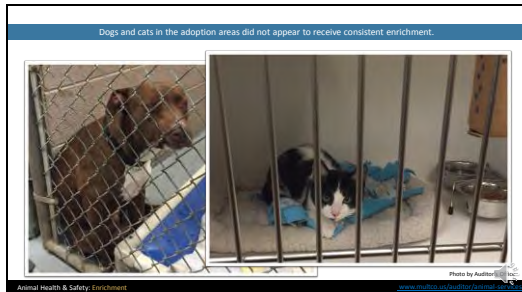 Dogs and cats in the adoption areas did not appear to receive consistent enrichment.
Photo by Auditor's
Animal Health & Safety: Enrichment
www.multco.us/auditor/animal-services